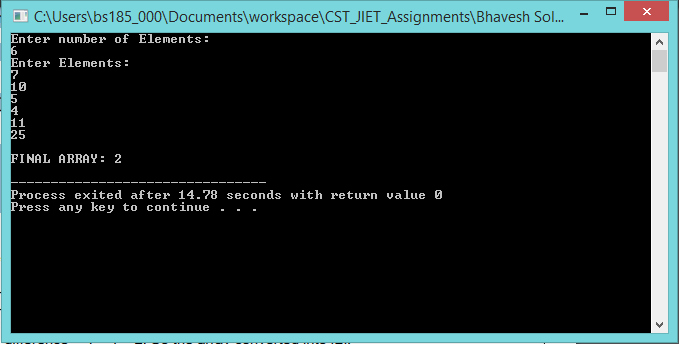 C:\Users\bs185_000\Documents\workspace\CST_JIET_Assignments\Bhavesh Sol...
Enter number of Elements:
6
Enter Elements:
7
10
5
4
11
25
FINAL ARRAY: 2
--------------------------------
Process exited after 14.78 seconds with return value 0
Press any key to continue . . .